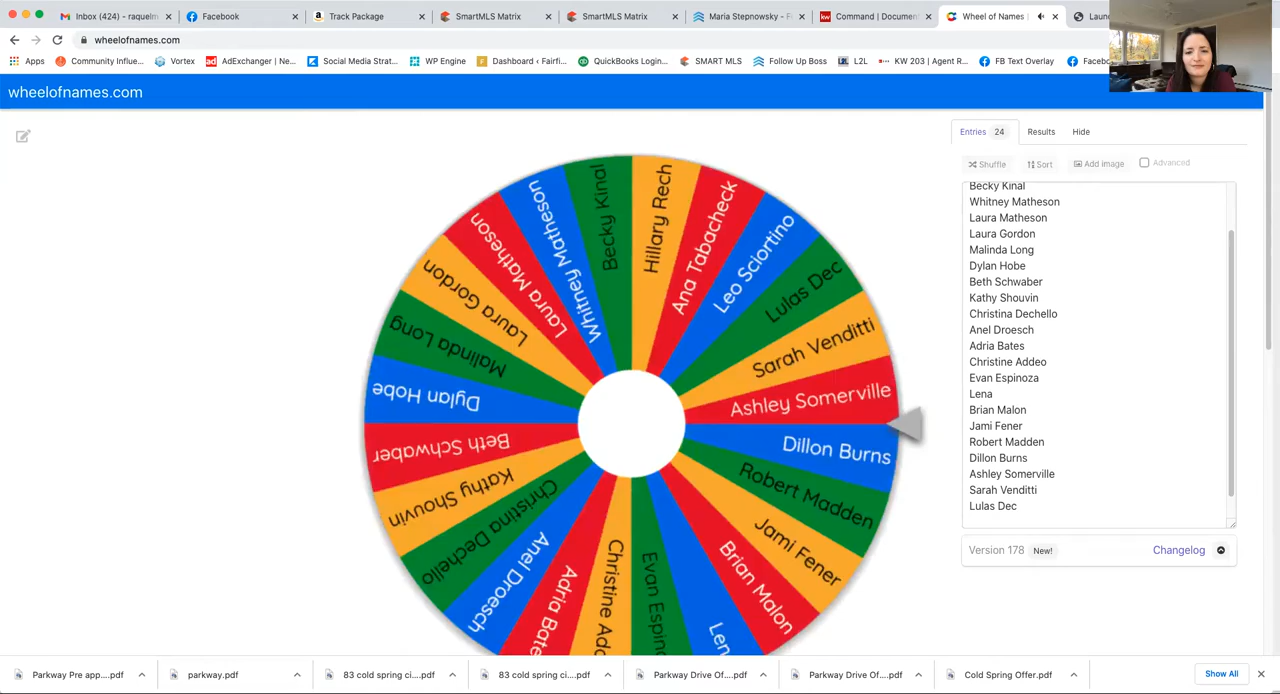 Inbox (424) - raquelm
Facebook
Track Package
SmartMLS Matrix
SmartMLS Matrix
Maria Stepnowsky - F
Command | Documen
Wheel of Names |
Laun
wheelofnames.com
Apps
Community Influe...
Vortex
AdExchanger | Ne...
Social Media Strat...
WP Engine
Dashboard ‹ Fairfi...
QuickBooks Login...
SMART MLS
Follow Up Boss
L2L
KW 203 | Agent R...
FB Text Overlay
Faceb
wheelofnames.com
Entries 24
Results
Hide
Shuffle
Sort
Add image
Advanced
Becky Kinal
Whitney Matheson
Laura Matheson
Laura Gordon
Malinda Long
Dylan Hobe
Beth Schwaber
Kathy Shouvin
Christina Dechello
Anel Droesch
Adria Bates
Christine Addeo
Evan Espinoza
Lena
Brian Malon
Jami Fener
Robert Madden
Dillon Burns
Ashley Somerville
Sarah Venditti
Lulas Dec
Version 178 New!
Changelog
Becky Kinal
Hillary Rech
Ana Tabacheck
Leo Sciortino
Lulas Dec
Sarah Venditti
Ashley Somerville
Dillon Burns
Robert Madden
Jami Fener
Brian Malon
Len
Evan Espin
Christine Ad
Adria Bate
Anel Droesch
Christina Dechello
Kathy Shouvin
Beth Schwaber
Dylan Hobe
Malinda Long
Laura Gordon
Laura Matheson
Whitney Matheson
Parkway Pre app....pdf
parkway.pdf
83 cold spring ci....pdf
83 cold spring ci....pdf
Parkway Drive Of....pdf
Parkway Drive Of....pdf
Cold Spring Offer.pdf
Show All